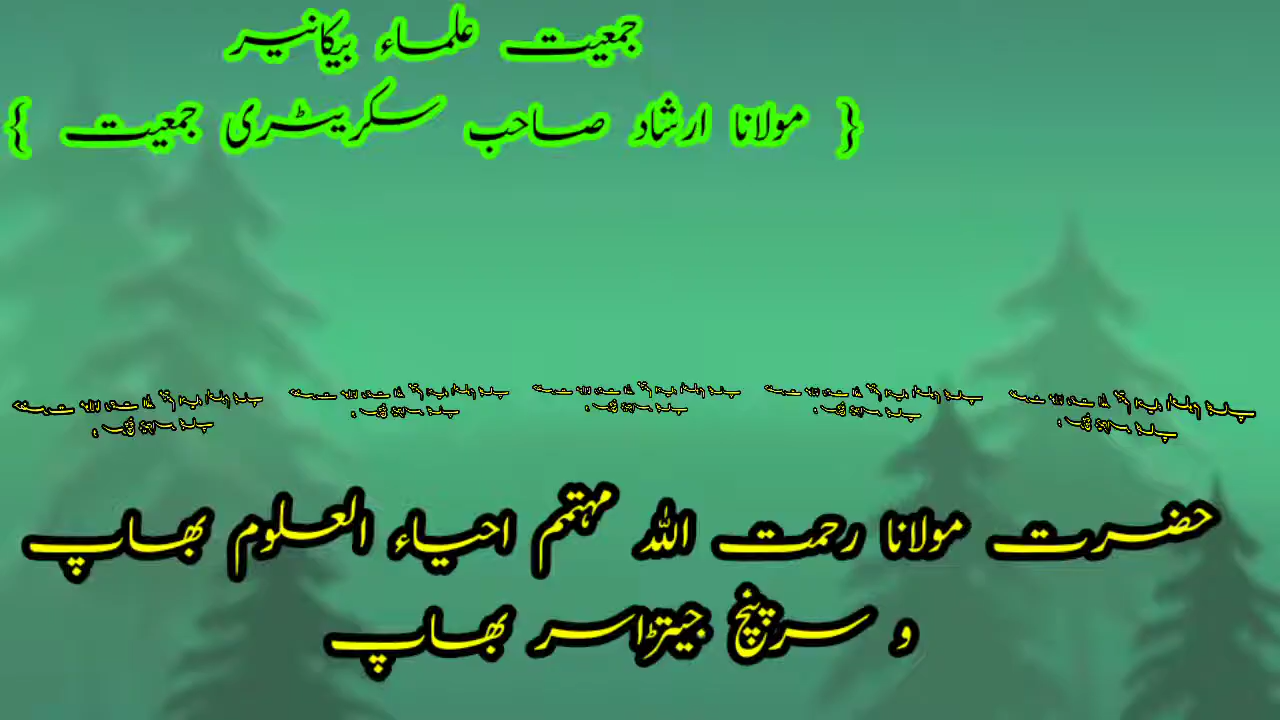 جمعیت علماء بیکانیر
{ مولانا ارشاد صاحب سکریٹری جمعیت }
حضرت مولانا رحمت اللہ مہتمم احیاء العلوم بھاپ
و سرپنچ جیتڑاسر بھاپ